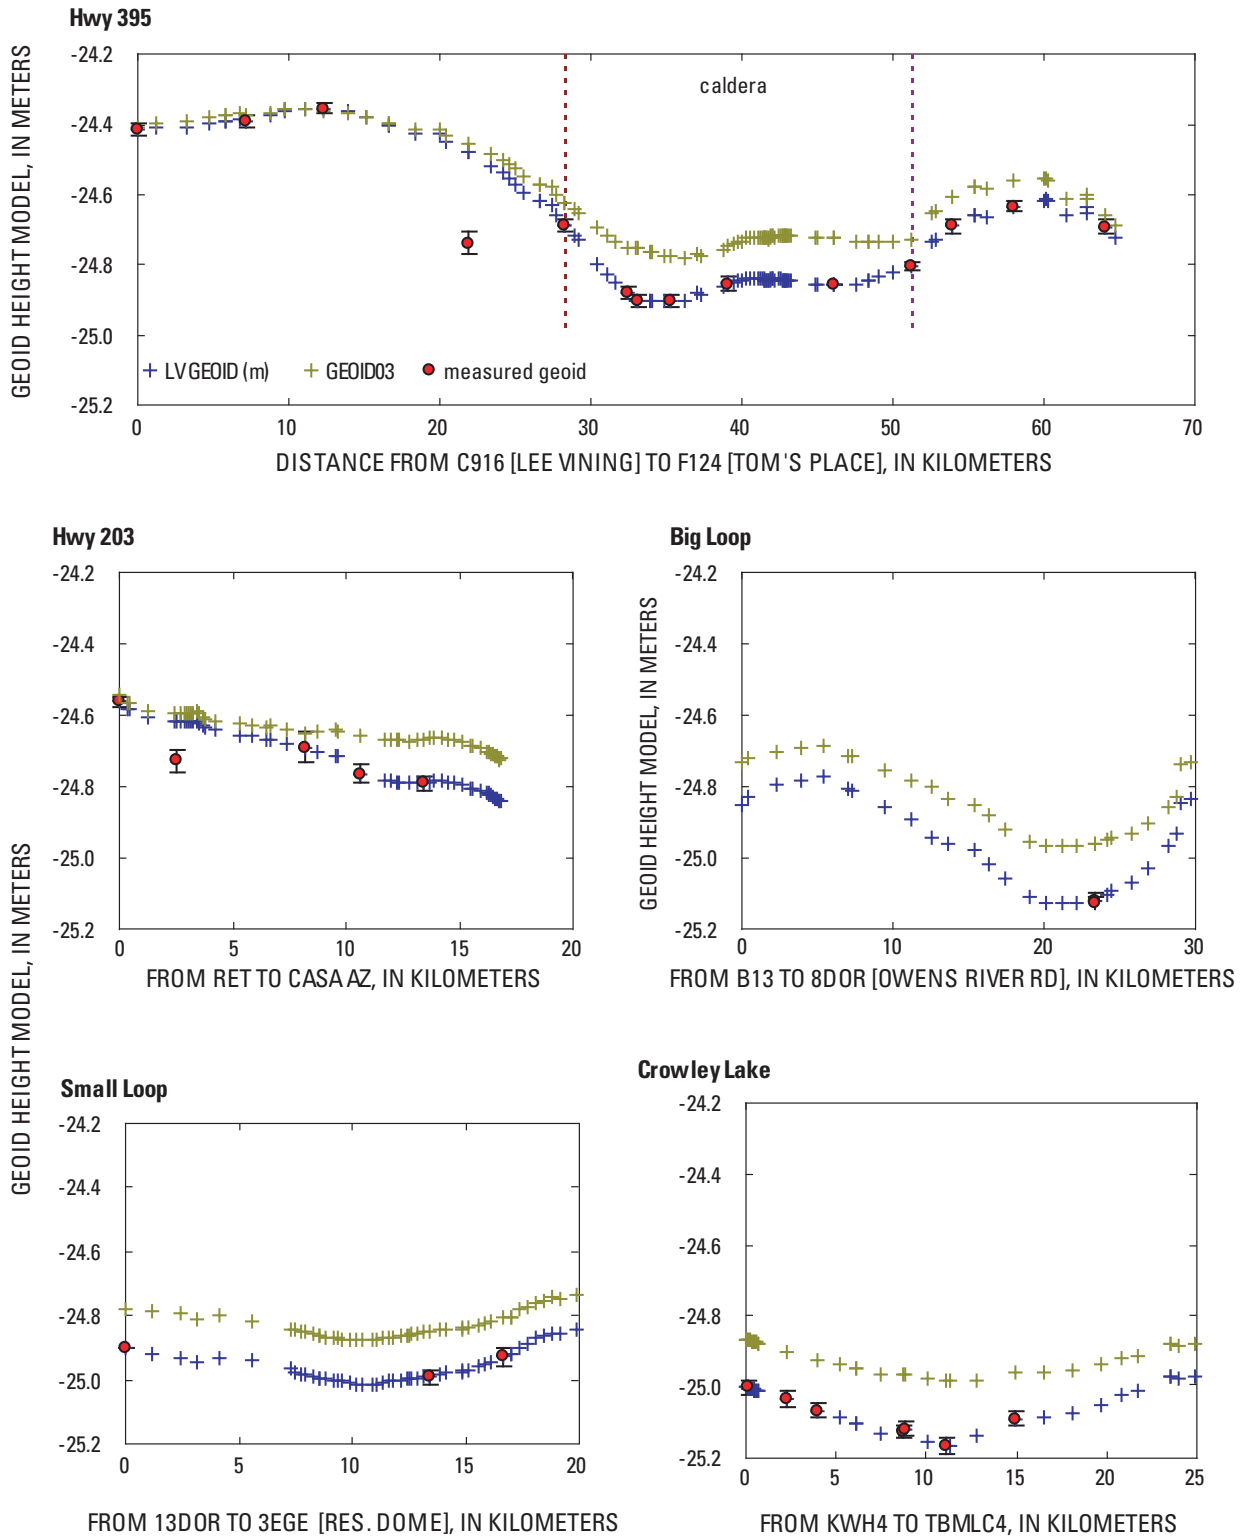 Hwy 395
GEOID HEIGHT MODEL, IN METERS
-24.2
-24.4
-24.6
-24.8
-25.0
-25.2
caldera
LVGEOID (m)
GEOID03
measured geoid
0 10 20 30 40 50 60 70
DISTANCE FROM C916 [LEE VINING] TO F124 [TOM'S PLACE], IN KILOMETERS
Hwy 203
-24.2
-24.4
-24.6
-24.8
-25.0
-25.2
0 5 10 15 20
FROM RET TO CASA AZ, IN KILOMETERS
Big Loop
GEOID HEIGHT MODEL, IN METERS
-24.2
-24.4
-24.6
-24.8
-25.0
-25.2
0 10 20 30
FROM B13 TO 8DOR [OWENS RIVER RD], IN KILOMETERS
GEOID HEIGHT MODEL, IN METERS
Small Loop
-24.2
-24.4
-24.6
-24.8
-25.0
-25.2
0 5 10 15 20
FROM 13DOR TO 3EGE [RES. DOME], IN KILOMETERS
Crowley Lake
-24.2
-24.4
-24.6
-24.8
-25.0
-25.2
0 5 10 15 20 25
FROM KWH4 TO TBMLC4, IN KILOMETERS